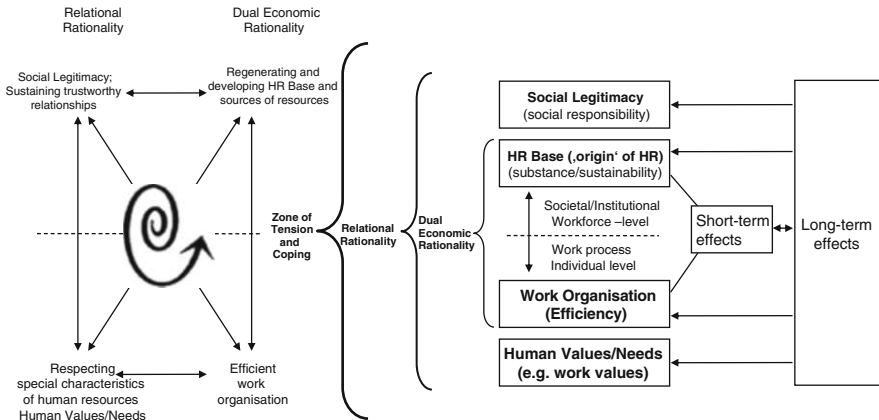 Relational
Rationality
Dual Economic
Rationality
Social Legitimacy;
Sustaining trustworthy
relationships
Regenerating and
developing HR Base and
sources of resources
Zone of
Tension
and
Coping
Respecting
special characteristics
of human resources
Human Values/Needs
Efficient
work
organisation
Relational
Rationality
Dual
Economic
Rationality
Social Legitimacy
(social responsibility)
HR Base (‚origin‘ of HR)
(substance/sustainability)
Societal/Institutional
Workforce –level
Work process
Individual level
Work Organisation
(Efficiency)
Human Values/Needs
(e.g. work values)
Short-term
effects
Long-term
effects